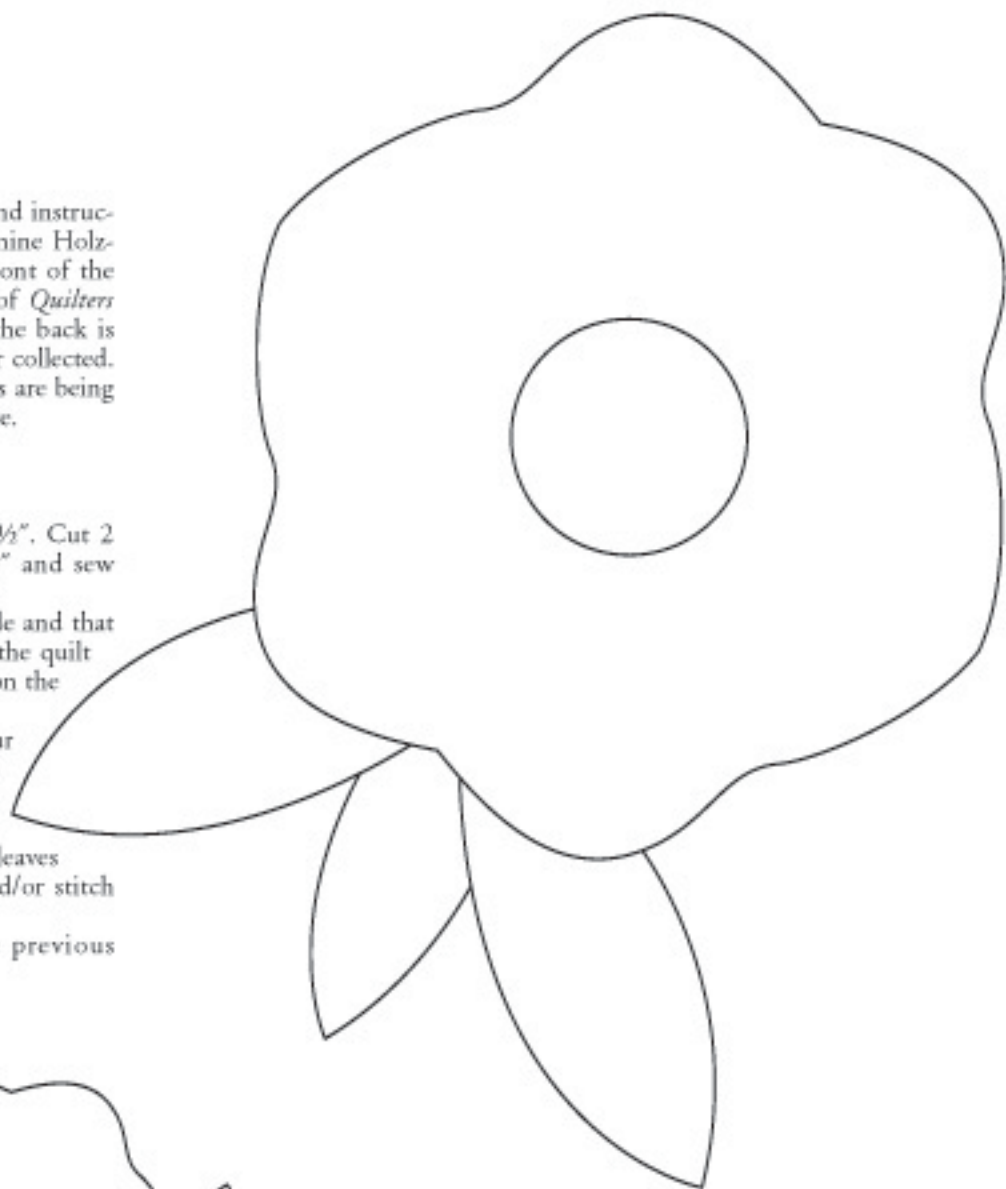 nd instruc-
nine Holz-
ont of the
of Quilters
he back is
r collected.
s are being
e.
½″. Cut 2
″ and sew
le and that
the quilt
on the
ur
leaves
d/or stitch
previous